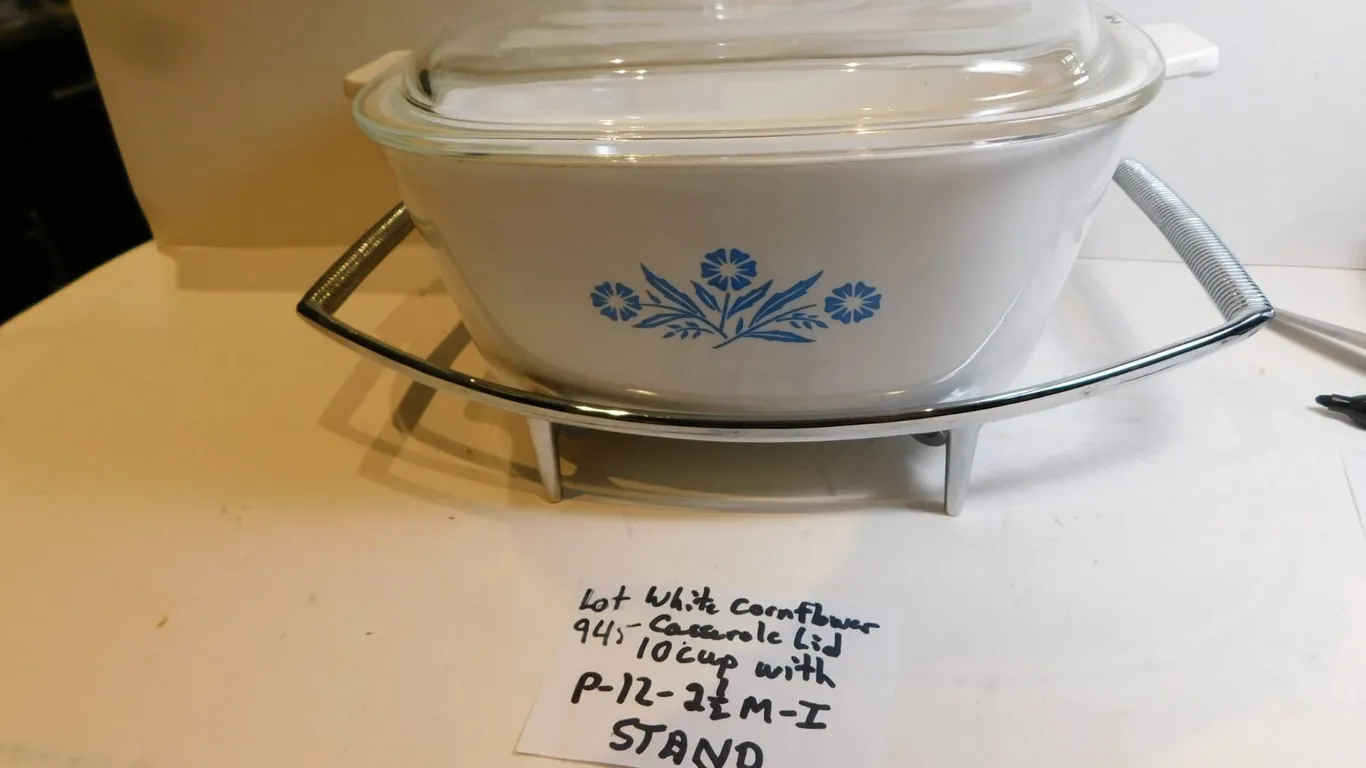 Lot White Cornflower
945- Casserole Lid
10 cup with
P-12-2½ M-I
STAND